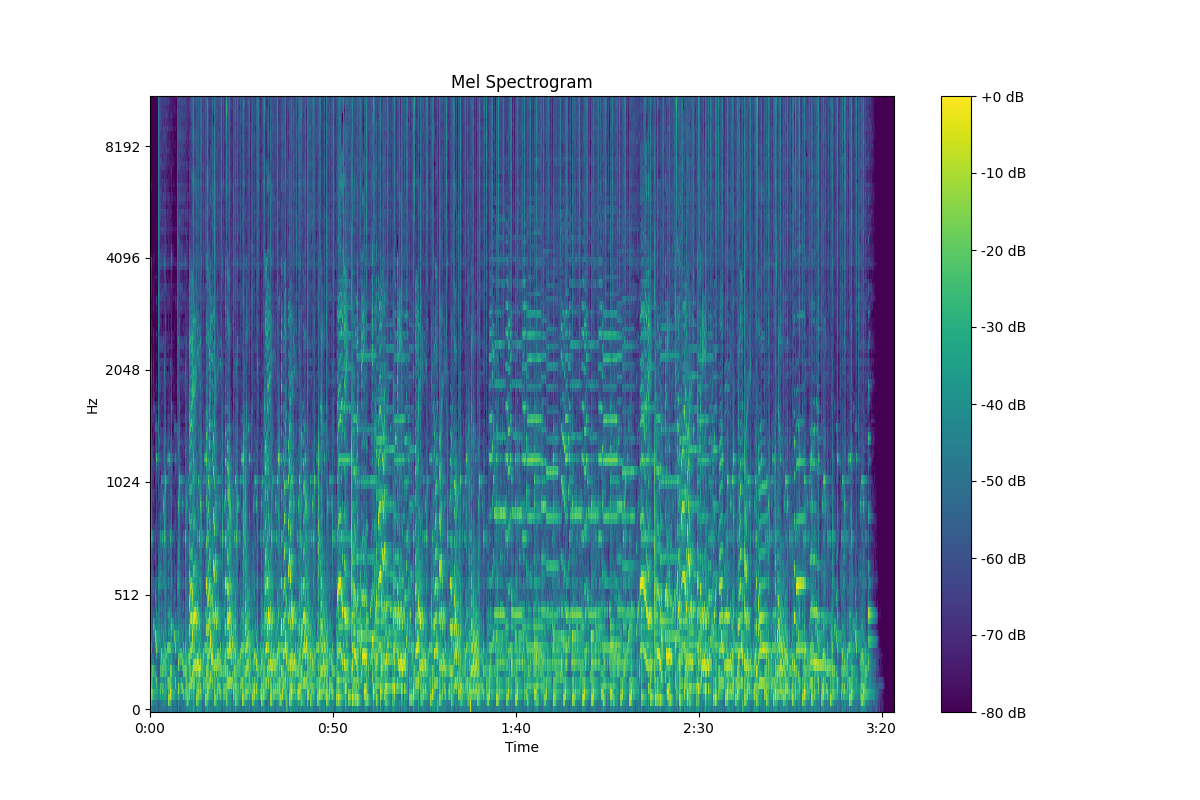 Mel Spectrogram
+0 dB
8192
-10 dB
-20 dB
4096
-30 dB
2048
-40 dB
Hz
1024
-50 dB
-60 dB
512
-70 dB
0
-80 dB
0:00 0:50 1:40 2:30 3:20
Time